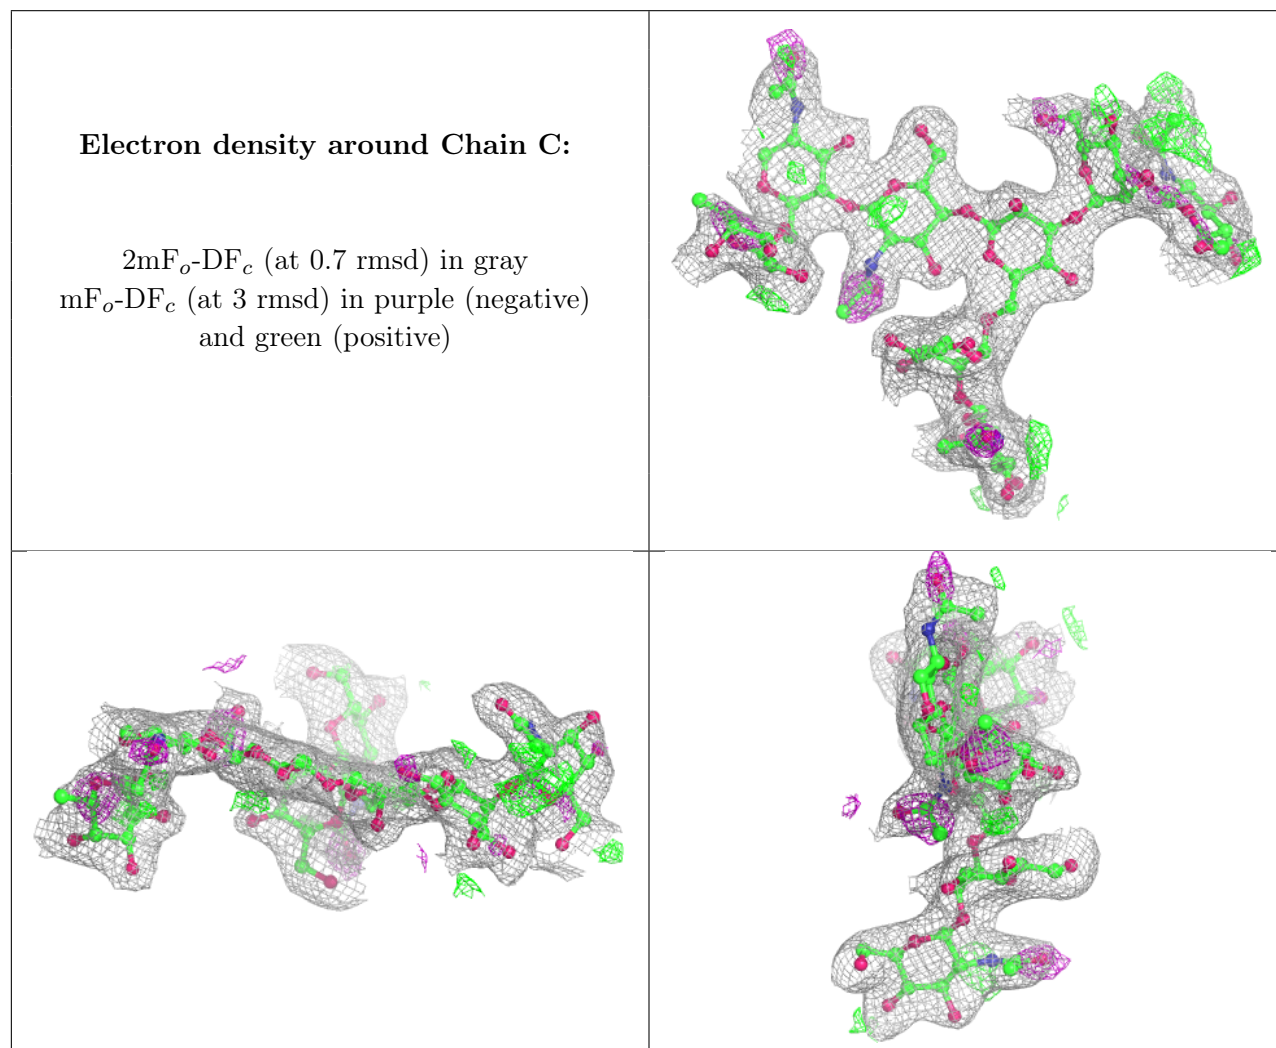 Electron density around Chain C:
2mFo-DFc (at 0.7 rmsd) in gray
mFo-DFc (at 3 rmsd) in purple (negative)
and green (positive)